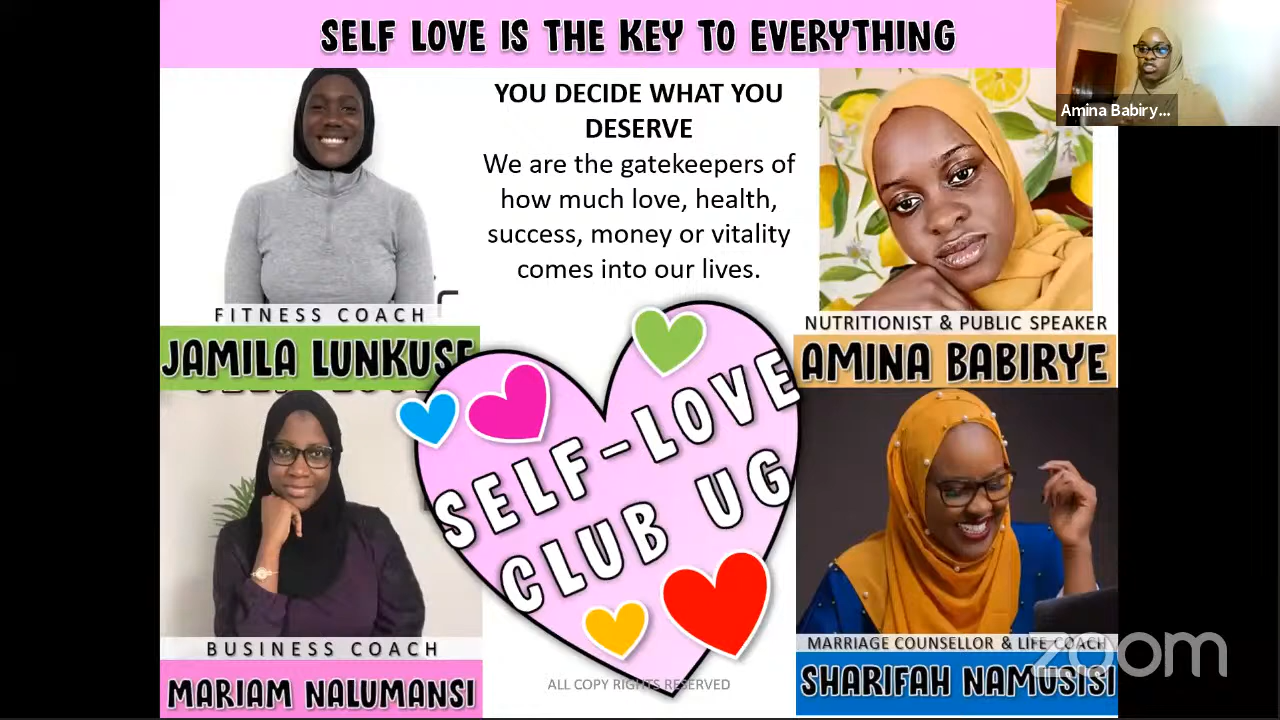 SELF LOVE IS THE KEY TO EVERYTHING
Amina Babiry...
YOU DECIDE WHAT YOU
DESERVE
We are the gatekeepers of
how much love, health,
success, money or vitality
comes into our lives.
FITNESS COACH
JAMILA LUNKUSE
NUTRITIONIST & PUBLIC SPEAKER
AMINA BABIRYE
SELF-LOVE
CLUB UG
BUSINESS COACH
MARIAM NALUMANSI
MARRIAGE COUNSELLOR & LIFE COACH
SHARIFAH NAMUSISI
ALL COPY RIGHTS RESERVED
zoom